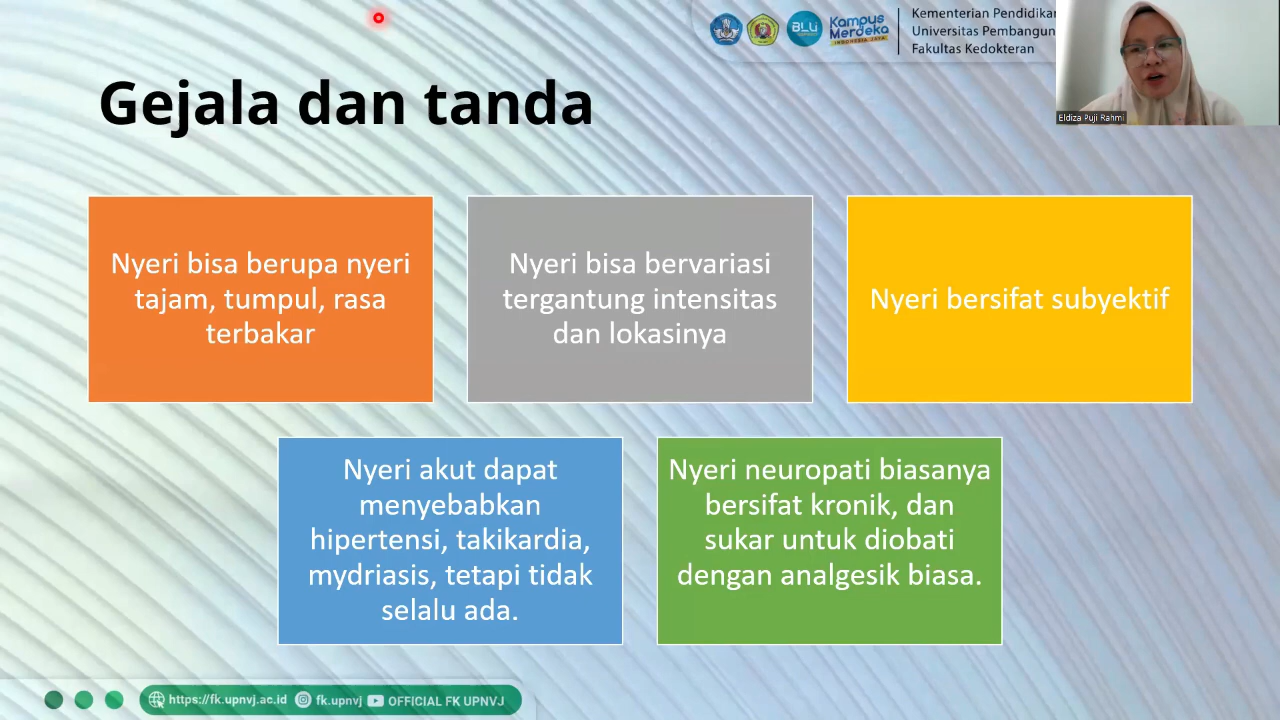 Kampus
Merdeka
INDONESIA JAYA
BLU
Kementerian Pendidikan
Universitas Pembangun
Fakultas Kedokteran
Eldiza Puji Rahmi
Gejala dan tanda
Nyeri bisa berupa nyeri
tajam, tumpul, rasa
terbakar
Nyeri bisa bervariasi
tergantung intensitas
dan lokasinya
Nyeri bersifat subyektif
Nyeri akut dapat
menyebabkan
hipertensi, takikardia,
mydriasis, tetapi tidak
selalu ada.
Nyeri neuropati biasanya
bersifat kronik, dan
sukar untuk diobati
dengan analgesik biasa.
https://fk.upnvj.ac.id
fk.upnvj
OFFICIAL FK UPNVJ